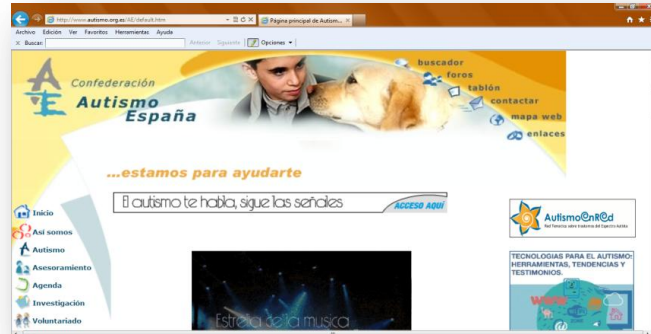 http://www.autismo.org.es/AE/default.htm
Página principal de Autism...
Archivo Edición Ver Favoritos Herramientas Ayuda
Buscar:
Anterior Siguiente Opciones
Confederación
Autismo
España
buscador
foros
tablón
contactar
mapa web
enlaces
...estamos para ayudarte
El autismo te habla, sigue las señales
ACCESO AQUÍ
Inicio
Así somos
Autismo
Asesoramiento
Agenda
Investigación
Voluntariado
Estrella de la musica
Autismo@nR@d
TECNOLOGIAS PARA EL AUTISMO:
HERRAMIENTAS, TENDENCIAS Y
TESTIMONIOS.
WWW